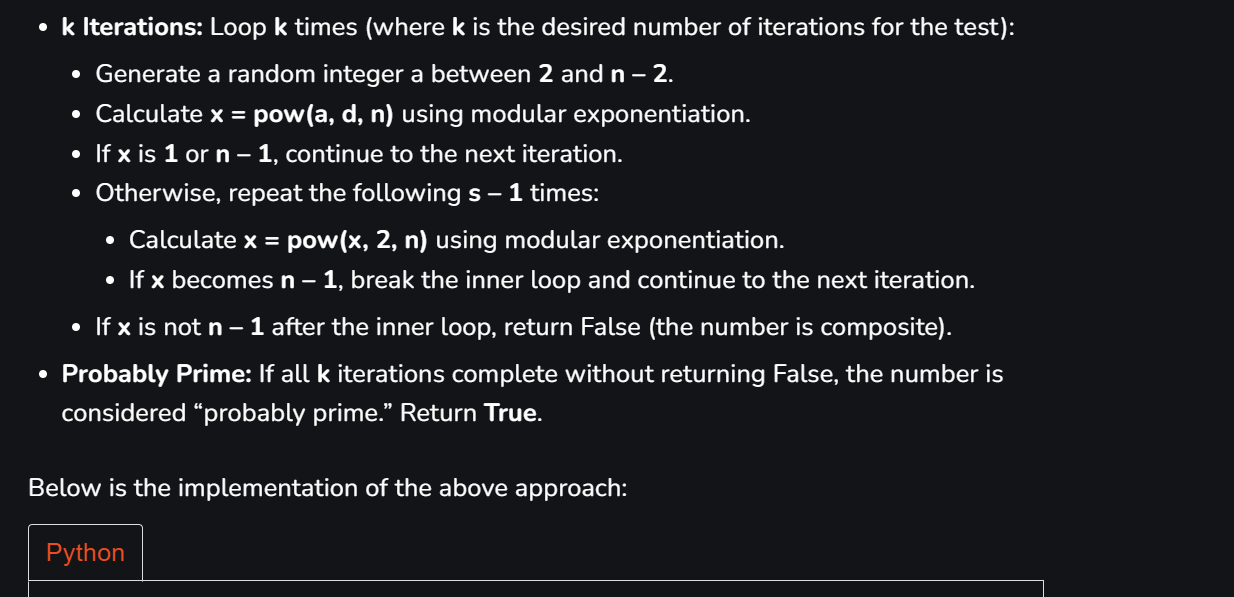 • k Iterations: Loop k times (where k is the desired number of iterations for the test):
• Generate a random integer a between 2 and n – 2.
• Calculate x = pow(a, d, n) using modular exponentiation.
• If x is 1 or n – 1, continue to the next iteration.
• Otherwise, repeat the following s – 1 times:
• Calculate x = pow(x, 2, n) using modular exponentiation.
• If x becomes n – 1, break the inner loop and continue to the next iteration.
• If x is not n – 1 after the inner loop, return False (the number is composite).
• Probably Prime: If all k iterations complete without returning False, the number is
considered “probably prime.” Return True.
Below is the implementation of the above approach:
Python